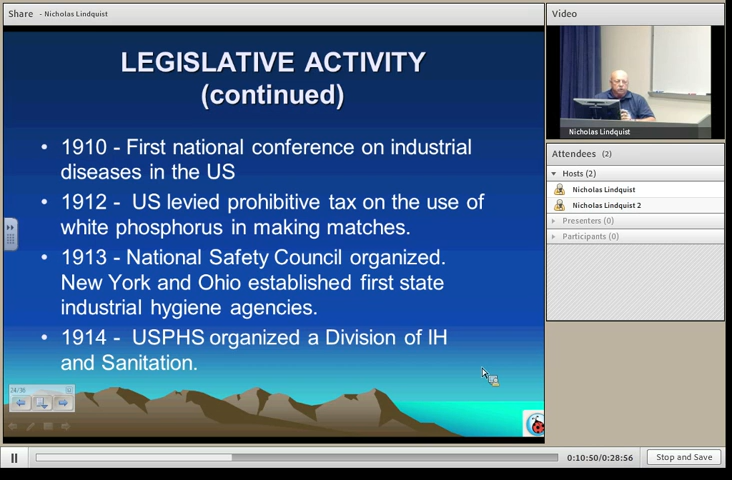 Share - Nicholas Lindquist
LEGISLATIVE ACTIVITY
(continued)
• 1910 - First national conference on industrial
diseases in the US
• 1912 - US levied prohibitive tax on the use of
white phosphorus in making matches.
• 1913 - National Safety Council organized.
New York and Ohio established first state
industrial hygiene agencies.
• 1914 - USPHS organized a Division of IH
and Sanitation.
24/36
Video
Nicholas Lindquist
Attendees (2)
Hosts (2)
Nicholas Lindquist
Nicholas Lindquist 2
Presenters (0)
Participants (0)
0:10:50/0:28:56
Stop and Save